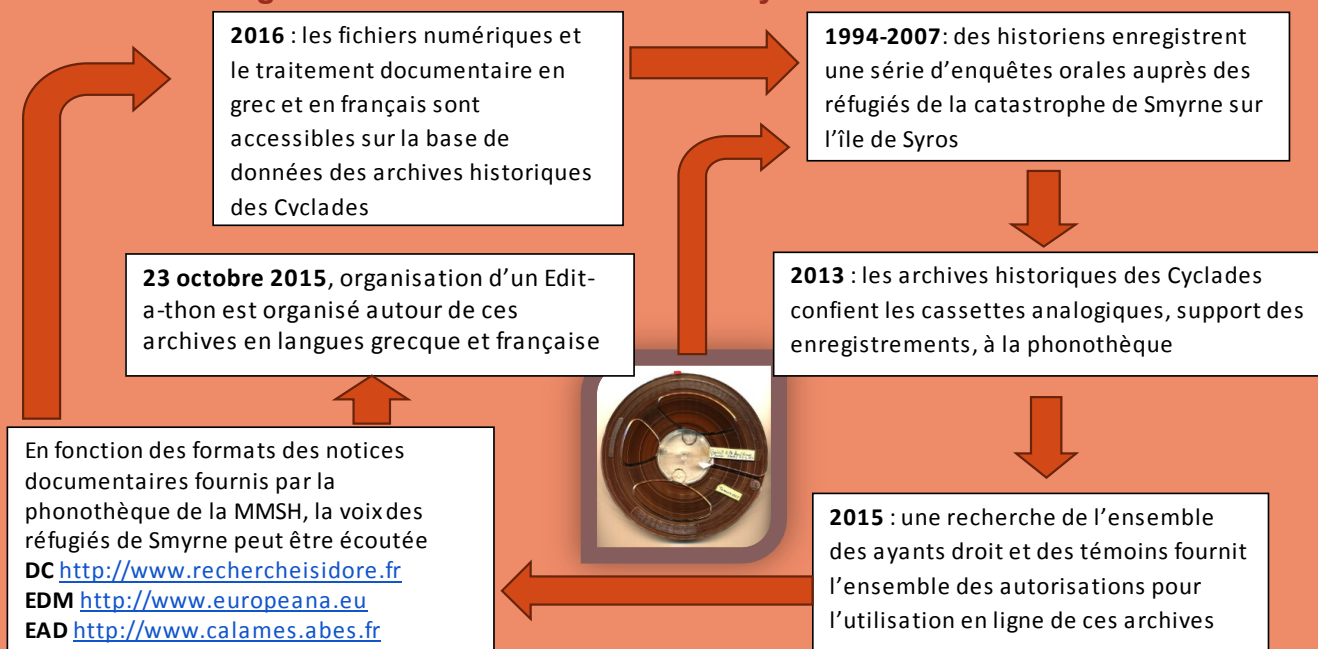 2016 : les fichiers numériques et
le traitement documentaire en
grec et en français sont
accessibles sur la base de
données des archives historiques
des Cyclades
1994-2007: des historiens enregistrent
une série d'enquêtes orales auprès des
réfugiés de la catastrophe de Smyrne sur
l'île de Syros
23 octobre 2015, organisation d'un Edit-
a-thon est organisé autour de ces
archives en langues grecque et française
2013 : les archives historiques des Cyclades
confient les cassettes analogiques, support des
enregistrements, à la phonothèque
En fonction des formats des notices
documentaires fournis par la
phonothèque de la MMSH, la voix des
réfugiés de Smyrne peut être écoutée
DC http://www.rechercheisidore.fr
EDM http://www.europeana.eu
EAD http://www.calames.abes.fr
2015 : une recherche de l'ensemble
des ayants droit et des témoins fournit
l'ensemble des autorisations pour
l'utilisation en ligne de ces archives